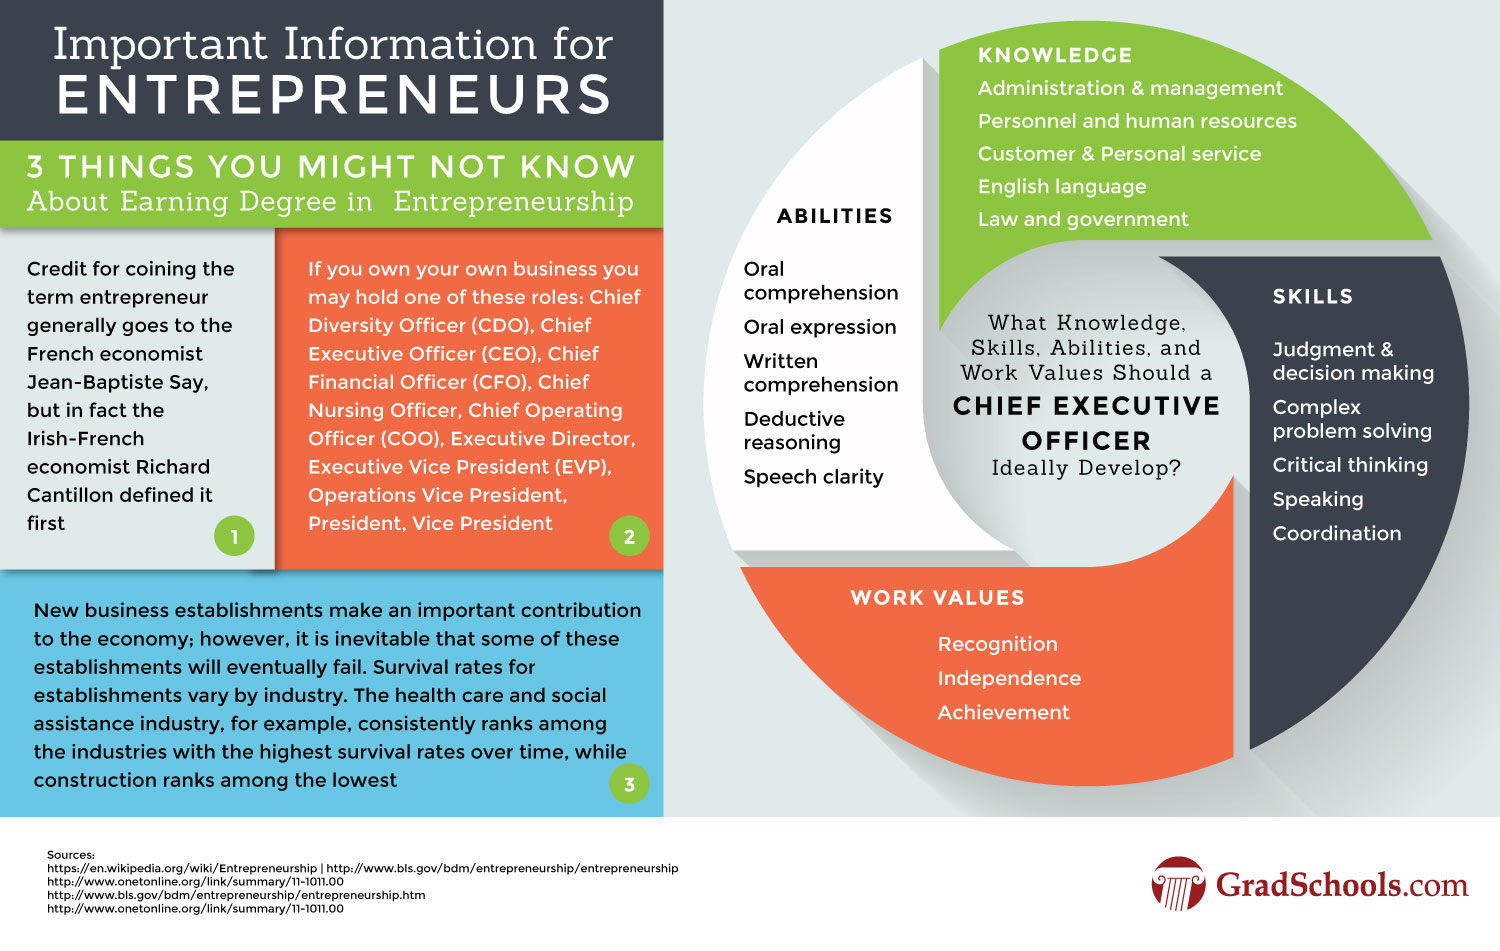 Important Information for
ENTREPRENEURS
3 THINGS YOU MIGHT NOT KNOW
About Earning Degree in Entrepreneurship
Credit for coining the
term entrepreneur
generally goes to the
French economist
Jean-Baptiste Say,
but in fact the
Irish-French
economist Richard
Cantillon defined it
first
1
If you own your own business you
may hold one of these roles: Chief
Diversity Officer (CDO), Chief
Executive Officer (CEO), Chief
Financial Officer (CFO), Chief
Nursing Officer, Chief Operating
Officer (COO), Executive Director,
Executive Vice President (EVP),
Operations Vice President,
President, Vice President
2
New business establishments make an important contribution
to the economy; however, it is inevitable that some of these
establishments will eventually fail. Survival rates for
establishments vary by industry. The health care and social
assistance industry, for example, consistently ranks among
the industries with the highest survival rates over time, while
construction ranks among the lowest
3
KNOWLEDGE
Administration & management
Personnel and human resources
Customer & Personal service
English language
Law and government
ABILITIES
Oral
comprehension
Oral expression
Written
comprehension
Deductive
reasoning
Speech clarity
What Knowledge,
Skills, Abilities, and
Work Values Should a
CHIEF EXECUTIVE
OFFICER
Ideally Develop?
SKILLS
Judgment &
decision making
Complex
problem solving
Critical thinking
Speaking
Coordination
WORK VALUES
Recognition
Independence
Achievement
Sources:
https://en.wikipedia.org/wiki/Entrepreneurship | http://www.bls.gov/bdm/entrepreneurship/entrepreneurship
http://www.onetonline.org/link/summary/11-1011.00
http://www.bls.gov/bdm/entrepreneurship/entrepreneurship.htm
http://www.onetonline.org/link/summary/11-1011.00
GradSchools.com